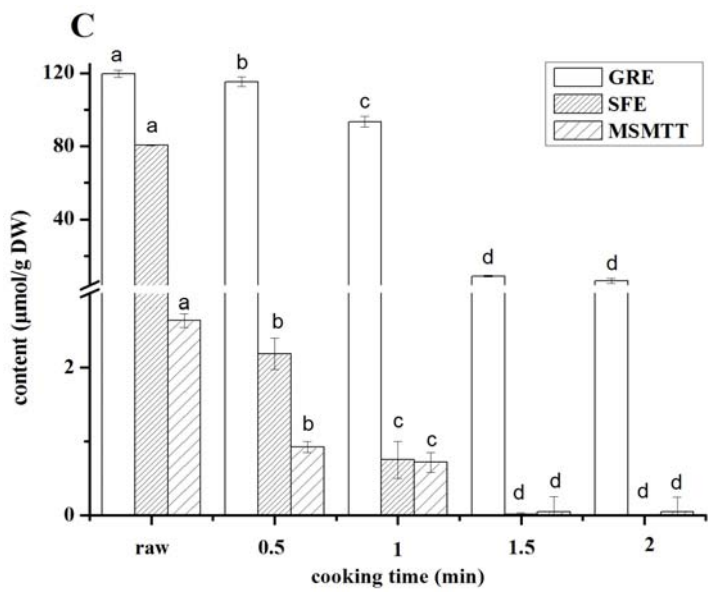 C
content (μmol/g DW)
120
80
40
2
0
a
a
a
b
b
b
c
c
c
d
d
d
d
d
d
GRE
SFE
MSMTT
raw 0.5 1 1.5 2
cooking time (min)